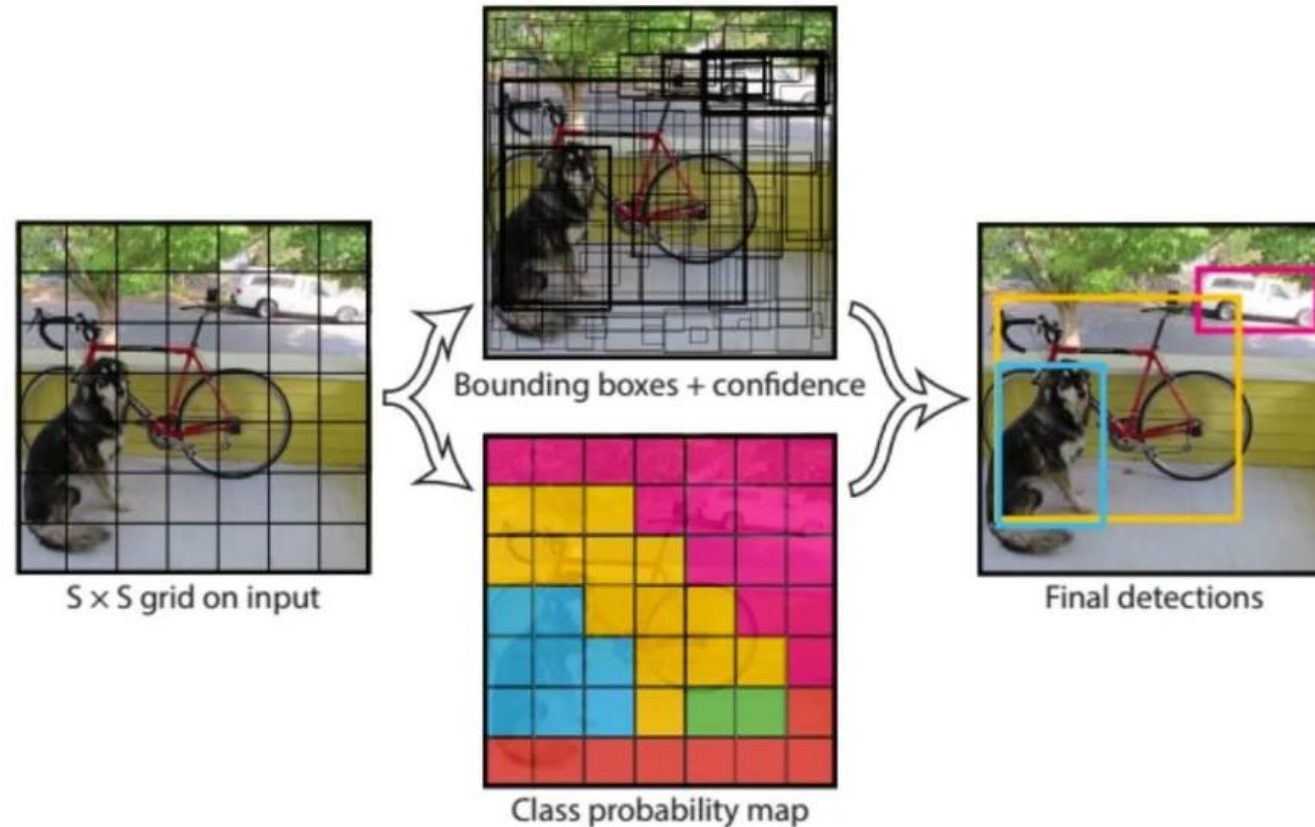 S × S grid on input
Bounding boxes + confidence
Class probability map
Final detections